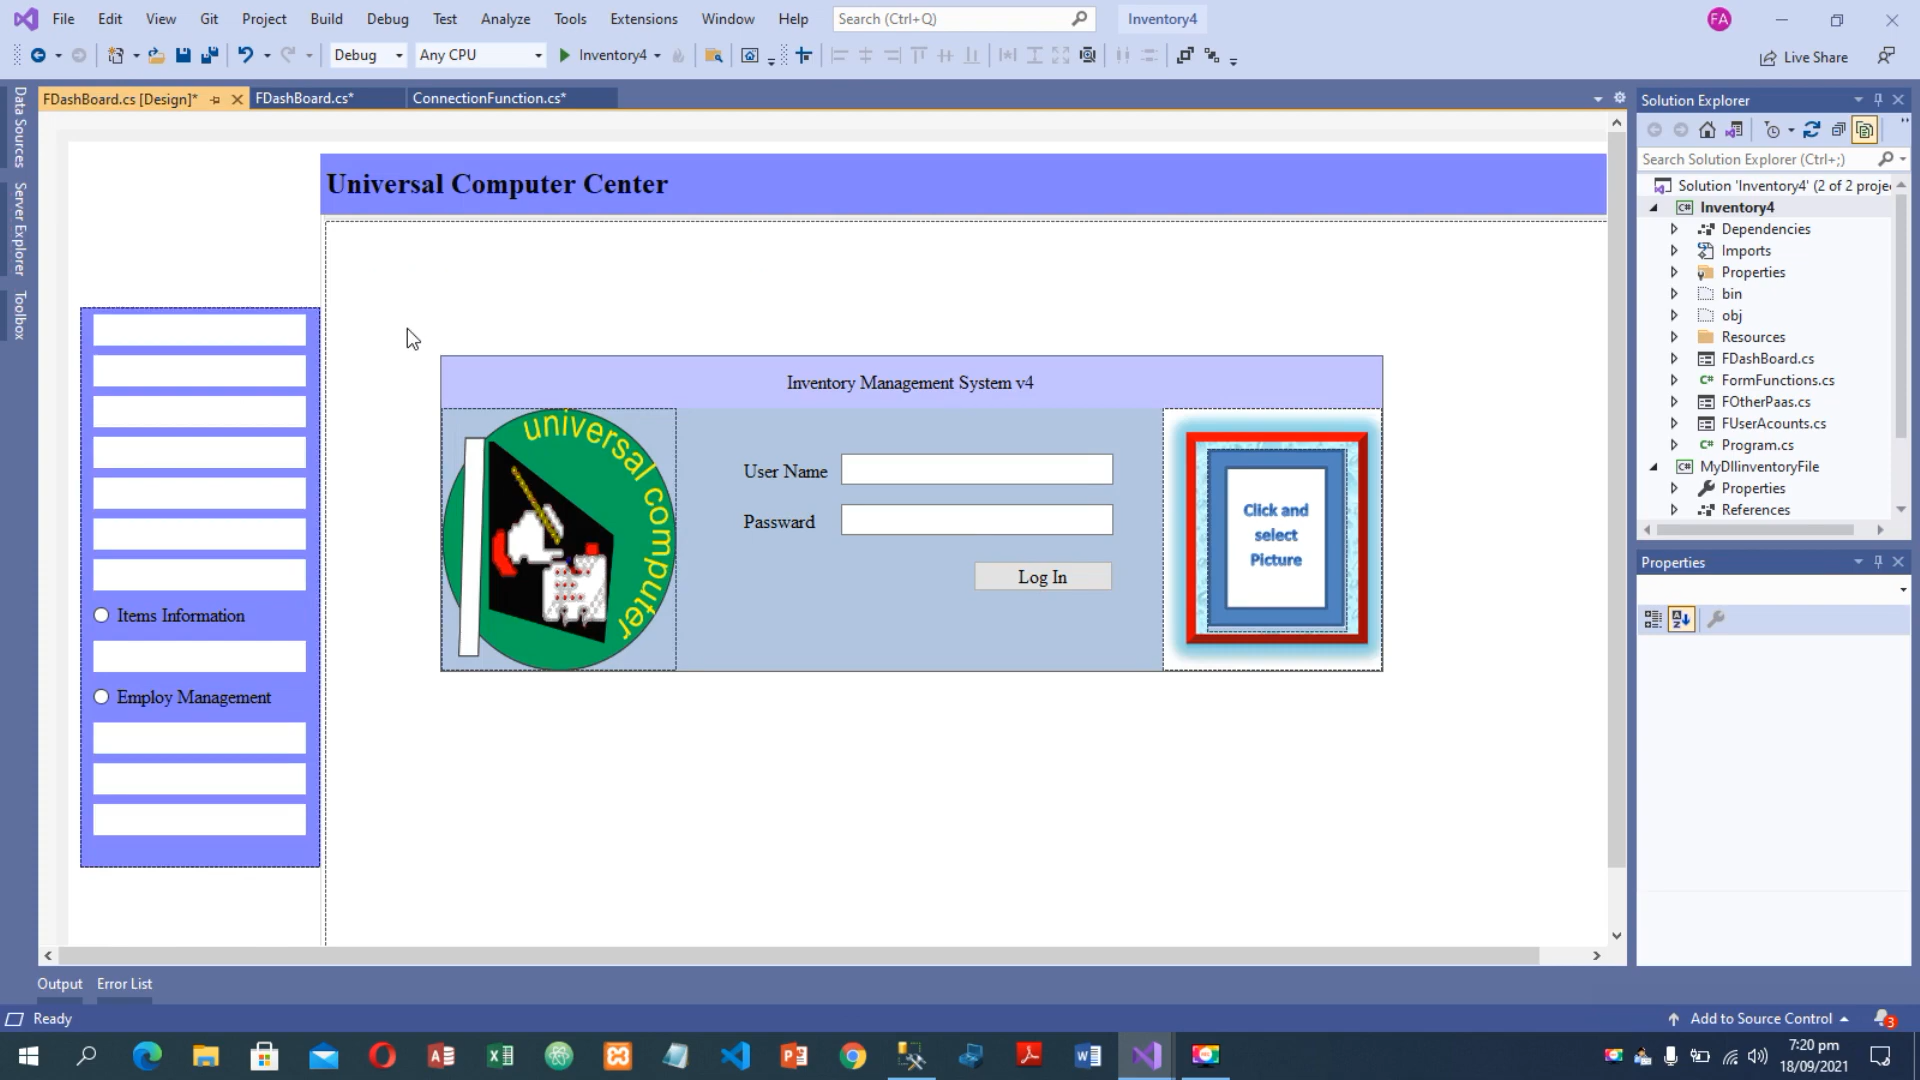 File Edit View Git Project Build Debug Test Analyze Tools Extensions Window Help Search (Ctrl+Q) Inventory4 FA
Debug Any CPU Inventory4 Live Share
FDashBoard.cs [Design]* FDashBoard.cs* ConnectionFunction.cs*
Data Sources
Server Explorer
Toolbox
Universal Computer Center
Items Information
Employ Management
Inventory Management System v4
universal computer
User Name
Passward
Log In
Click and
select
Picture
Solution Explorer
Search Solution Explorer (Ctrl+;)
Solution 'Inventory4' (2 of 2 projec
C# Inventory4
Dependencies
Imports
Properties
bin
obj
Resources
FDashBoard.cs
C# FormFunctions.cs
FOtherPaas.cs
FUserAcounts.cs
C# Program.cs
C# MyDllinventoryFile
Properties
References
Properties
Output Error List
Ready
Add to Source Control 3
7:20 pm
18/09/2021